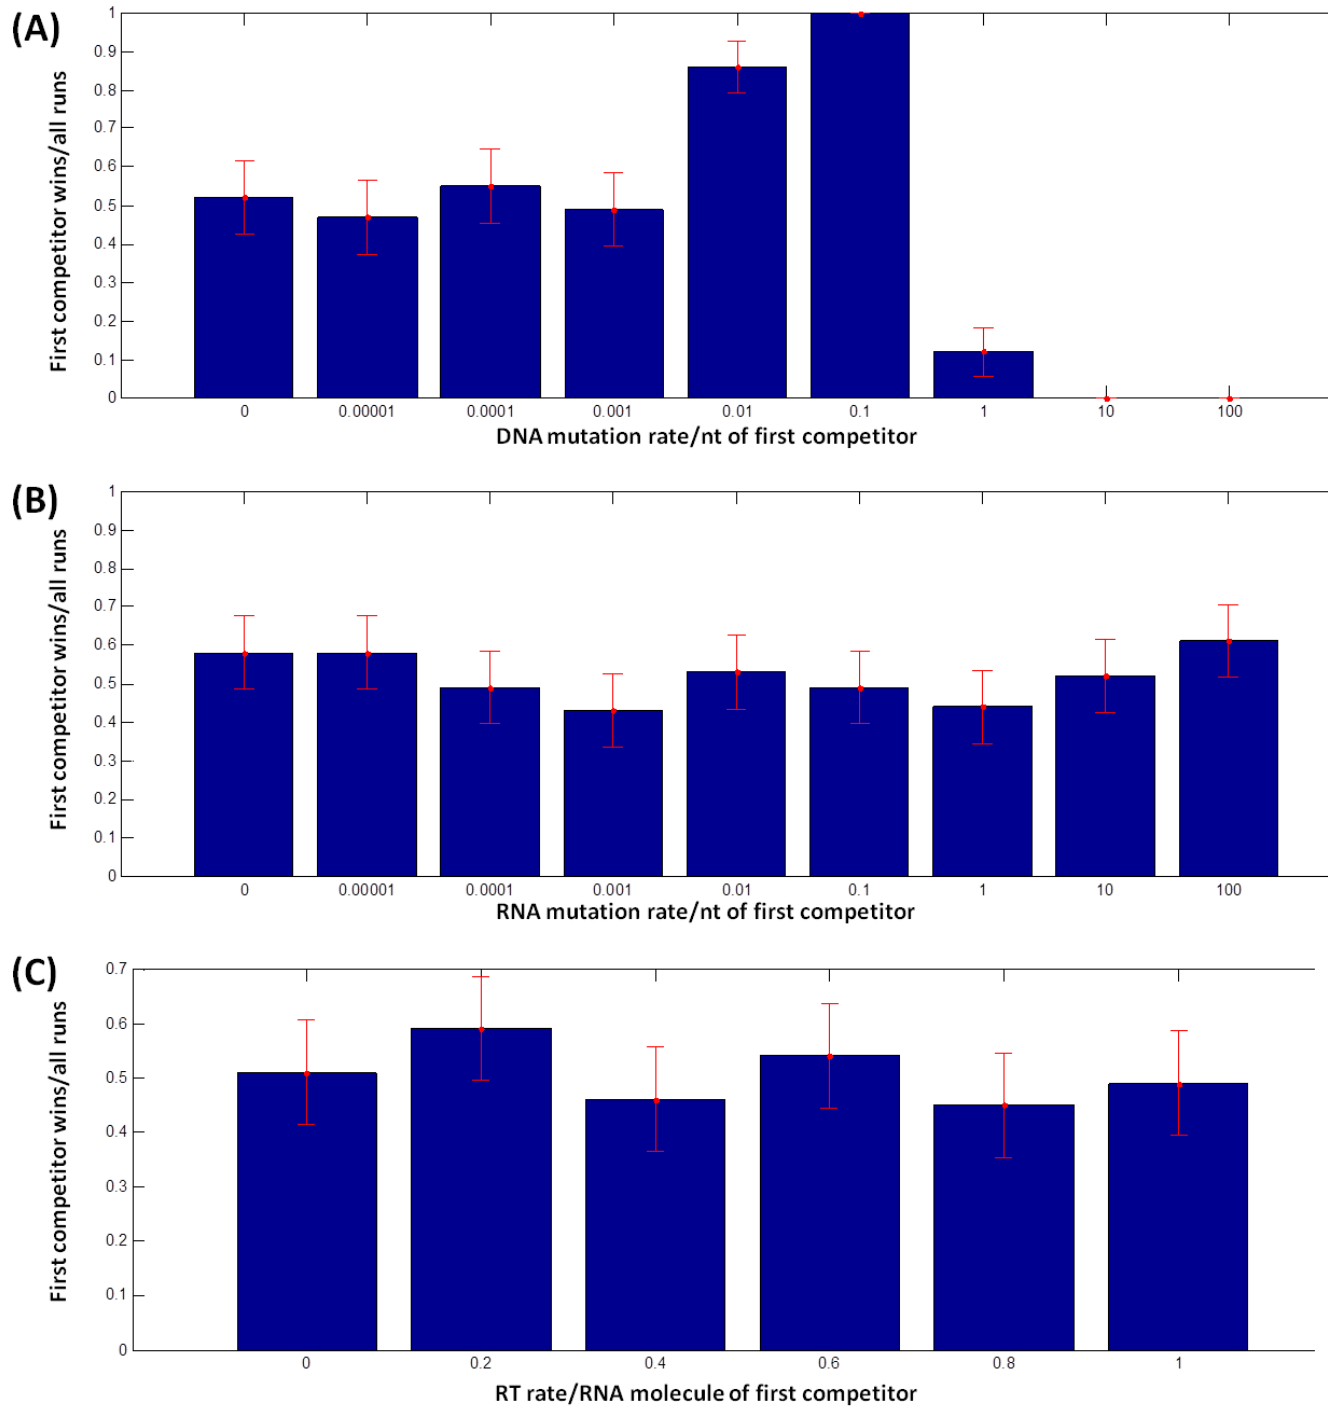 (A)
First competitor wins/all runs
1
0.9
0.8
0.7
0.6
0.5
0.4
0.3
0.2
0.1
0
0 0.00001 0.0001 0.001 0.01 0.1 1 10 100
DNA mutation rate/nt of first competitor
(B)
First competitor wins/all runs
1
0.9
0.8
0.7
0.6
0.5
0.4
0.3
0.2
0.1
0
0 0.00001 0.0001 0.001 0.01 0.1 1 10 100
RNA mutation rate/nt of first competitor
(C)
First competitor wins/all runs
0.7
0.6
0.5
0.4
0.3
0.2
0.1
0
0 0.2 0.4 0.6 0.8 1
RT rate/RNA molecule of first competitor